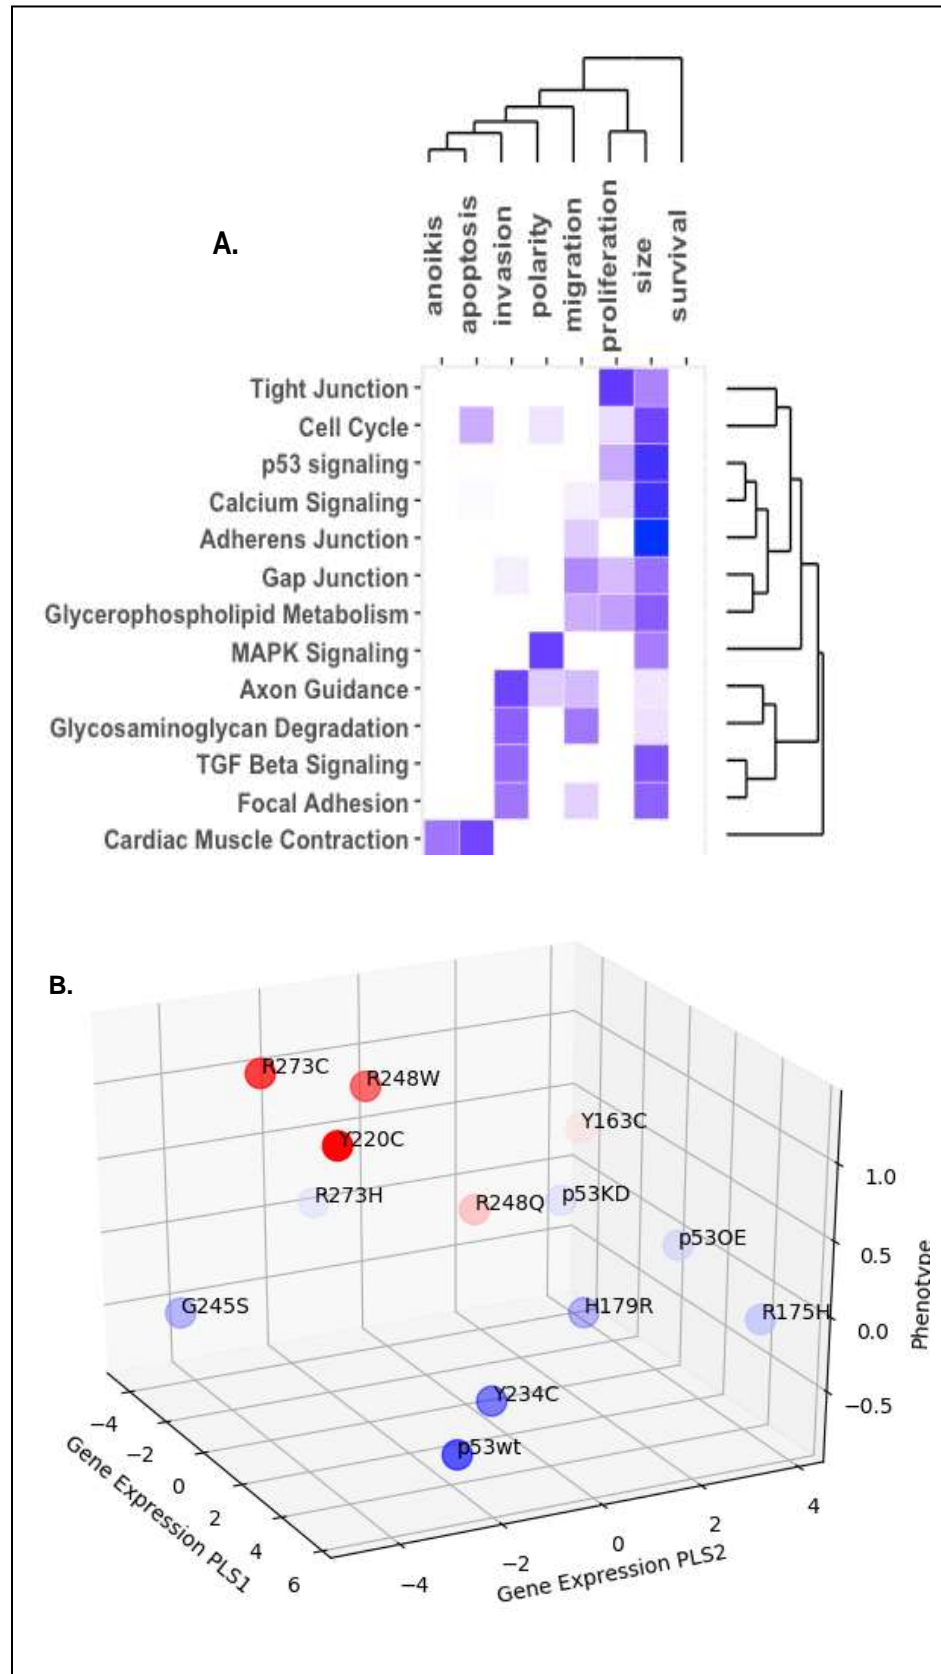 A.
anoikis
apoptosis
invasion
polarity
migration
proliferation
size
survival
Tight Junction
Cell Cycle
p53 signaling
Calcium Signaling
Adherens Junction
Gap Junction
Glycerophospholipid Metabolism
MAPK Signaling
Axon Guidance
Glycosaminoglycan Degradation
TGF Beta Signaling
Focal Adhesion
Cardiac Muscle Contraction
B.
R273C
R248W
Y220C
Y163C
R273H
R248Q
p53KD
p53OE
G245S
H179R
R175H
Y234C
p53wt
1.0
0.5
0.0
−0.5
Phenotype
−4
−2
0
2
4
6
Gene Expression PLS1
−4
−2
0
2
4
Gene Expression PLS2